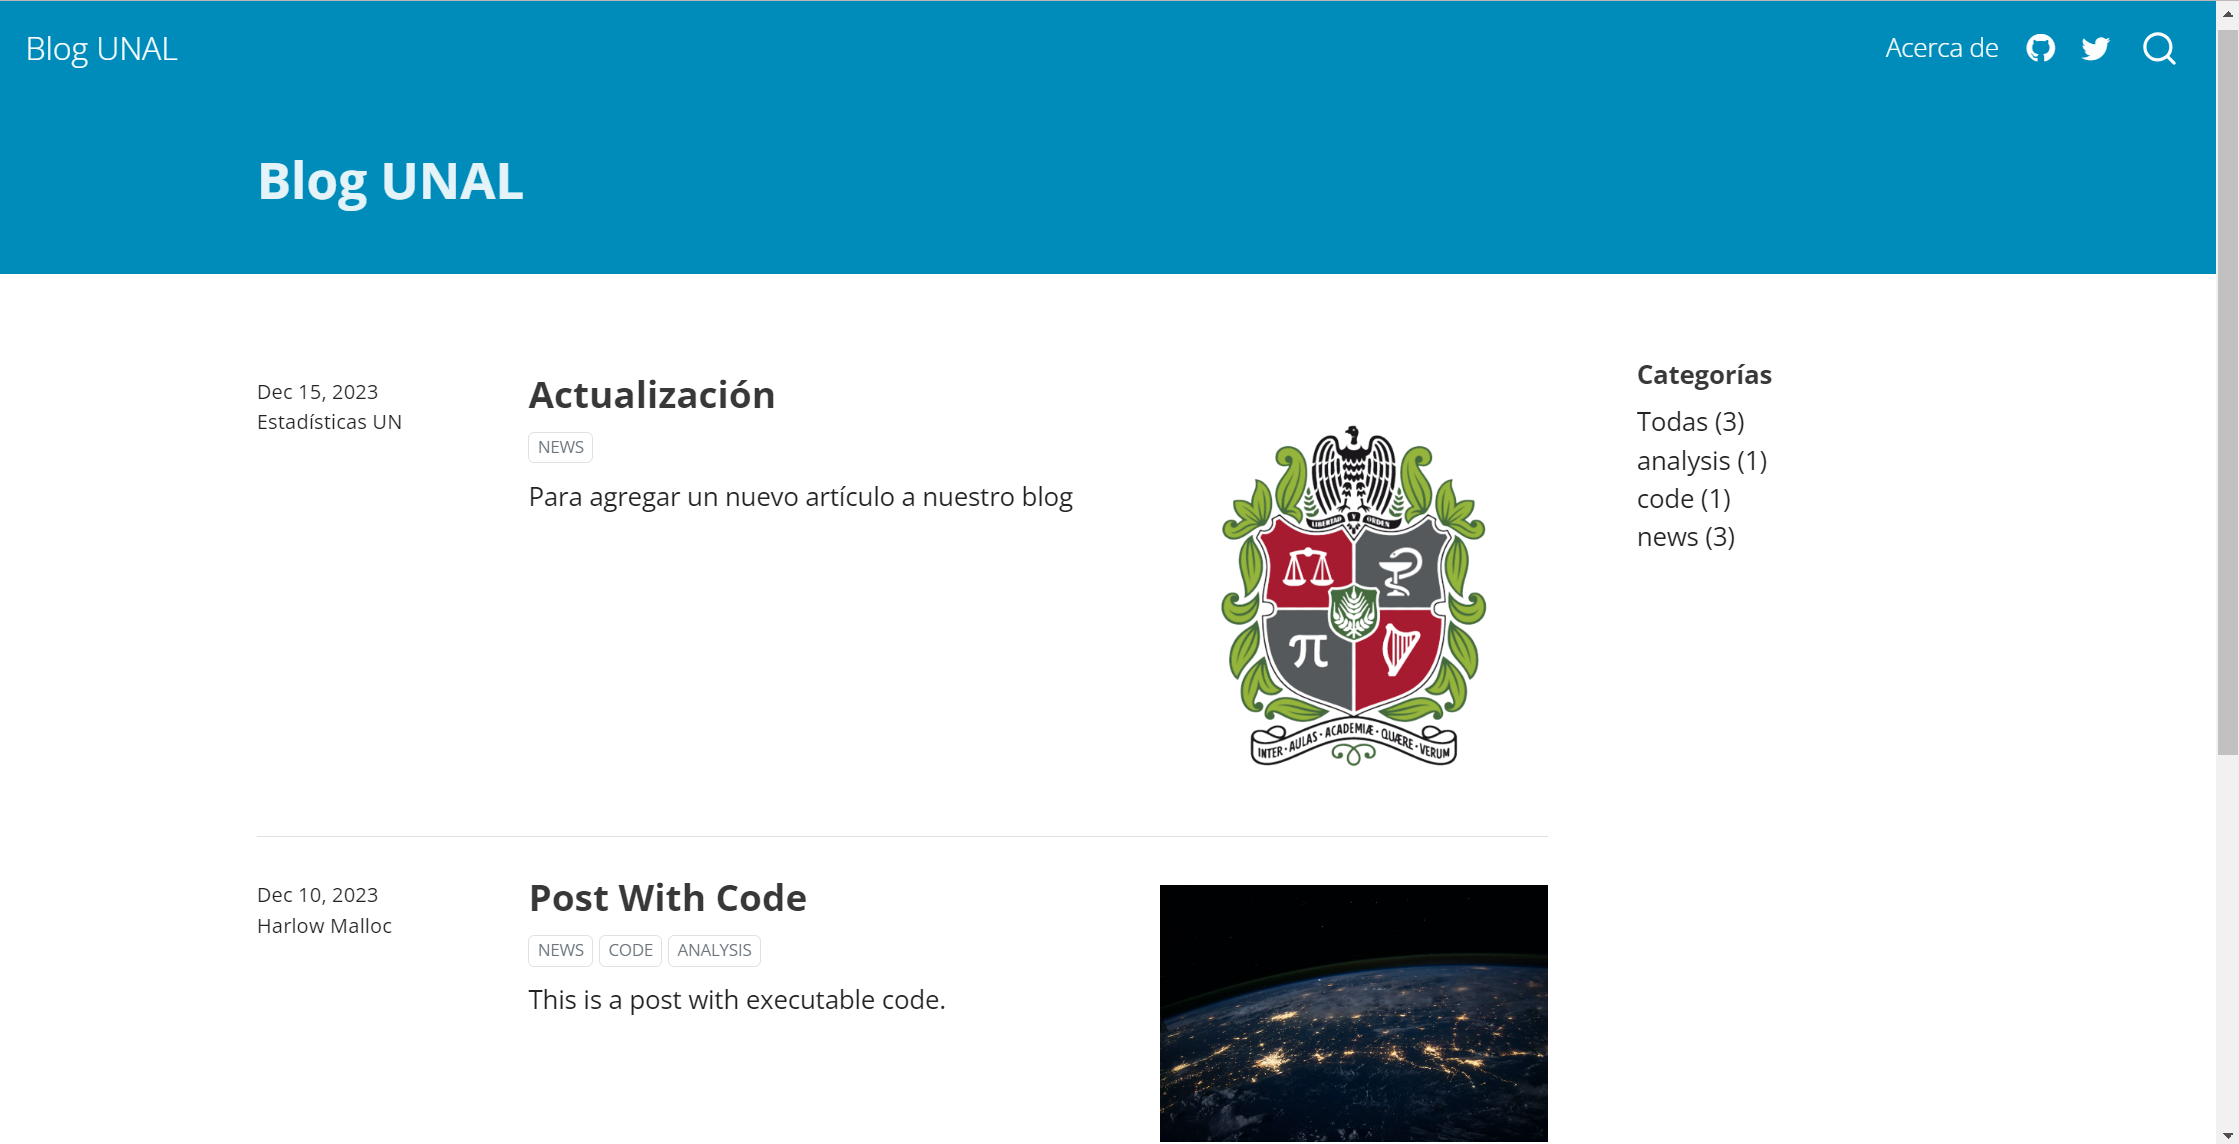 Blog UNAL
Acerca de
Blog UNAL
Dec 15, 2023
Estadísticas UN
Actualización
NEWS
Para agregar un nuevo artículo a nuestro blog
LIBERTAD Y ORDEN
π
INTER · AULAS · ACADEMIÆ · QUÆRE · VERUM
Categorías
Todas (3)
analysis (1)
code (1)
news (3)
Dec 10, 2023
Harlow Malloc
Post With Code
NEWS CODE ANALYSIS
This is a post with executable code.